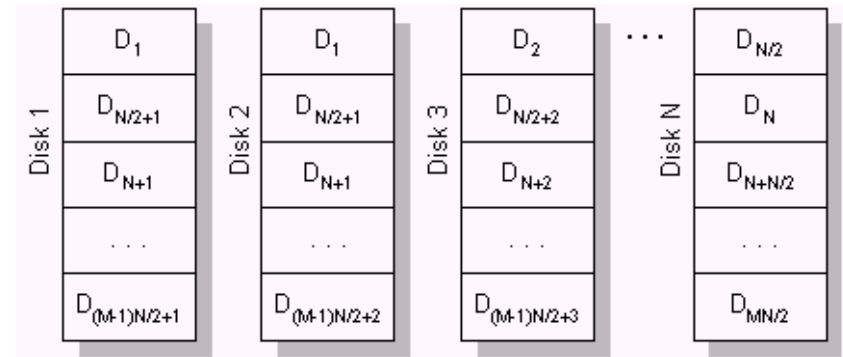 D1 D1 D2 ... DN/2
Disk 1 Disk 2 Disk 3 Disk N
DN/2+1 DN/2+1 DN/2+2 DN
DN+1 DN+1 DN+2 DN+N/2
... ... ... ...
D(M-1)N/2+1 D(M-1)N/2+2 D(M-1)N/2+3 DMN/2